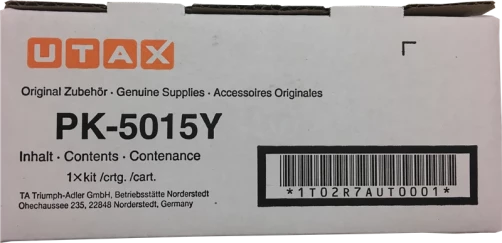 UTAX
Original Zubehör · Genuine Supplies · Accessoires Originales
PK-5015Y
Inhalt · Contents · Contenance
1×kit /crtg. /cart.
TA Triumph-Adler GmbH, Betriebsstätte Norderstedt
Ohechaussee 235, 22848 Norderstedt, Germany
*1T02R7AUT0001*